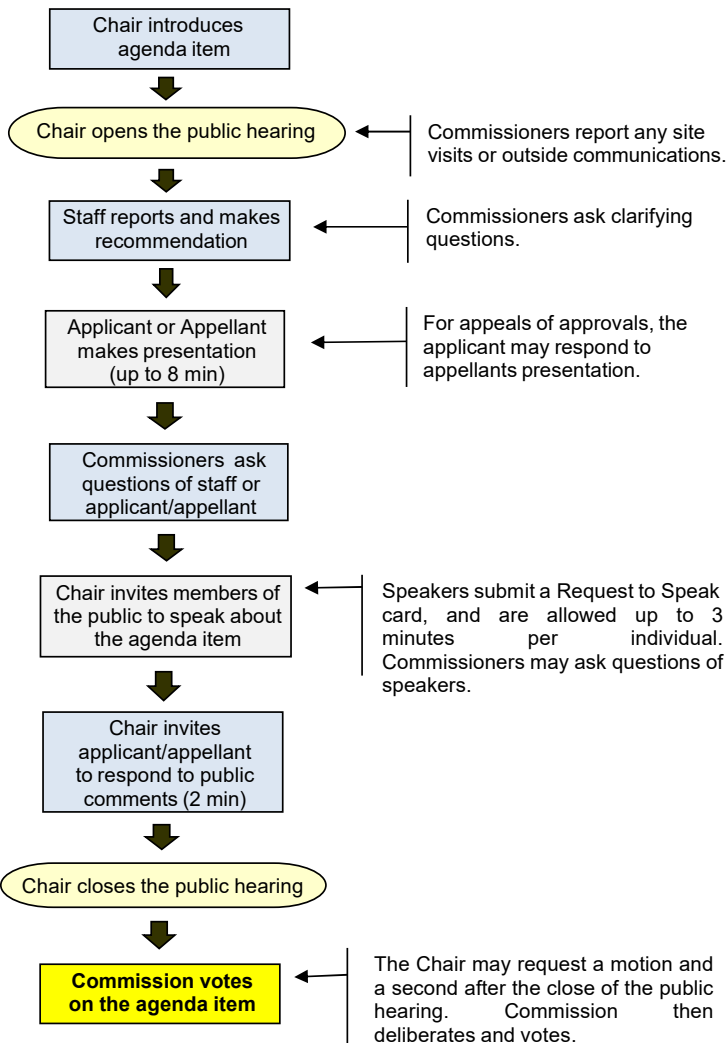 Chair introduces
agenda item
Chair opens the public hearing
Commissioners report any site
visits or outside communications.
Staff reports and makes
recommendation
Commissioners ask clarifying
questions.
Applicant or Appellant
makes presentation
(up to 8 min)
For appeals of approvals, the
applicant may respond to
appellants presentation.
Commissioners ask
questions of staff or
applicant/appellant
Chair invites members of
the public to speak about
the agenda item
Speakers submit a Request to Speak
card, and are allowed up to 3
minutes per individual.
Commissioners may ask questions of
speakers.
Chair invites
applicant/appellant
to respond to public
comments (2 min)
Chair closes the public hearing
Commission votes
on the agenda item
The Chair may request a motion and
a second after the close of the public
hearing. Commission then
deliberates and votes.